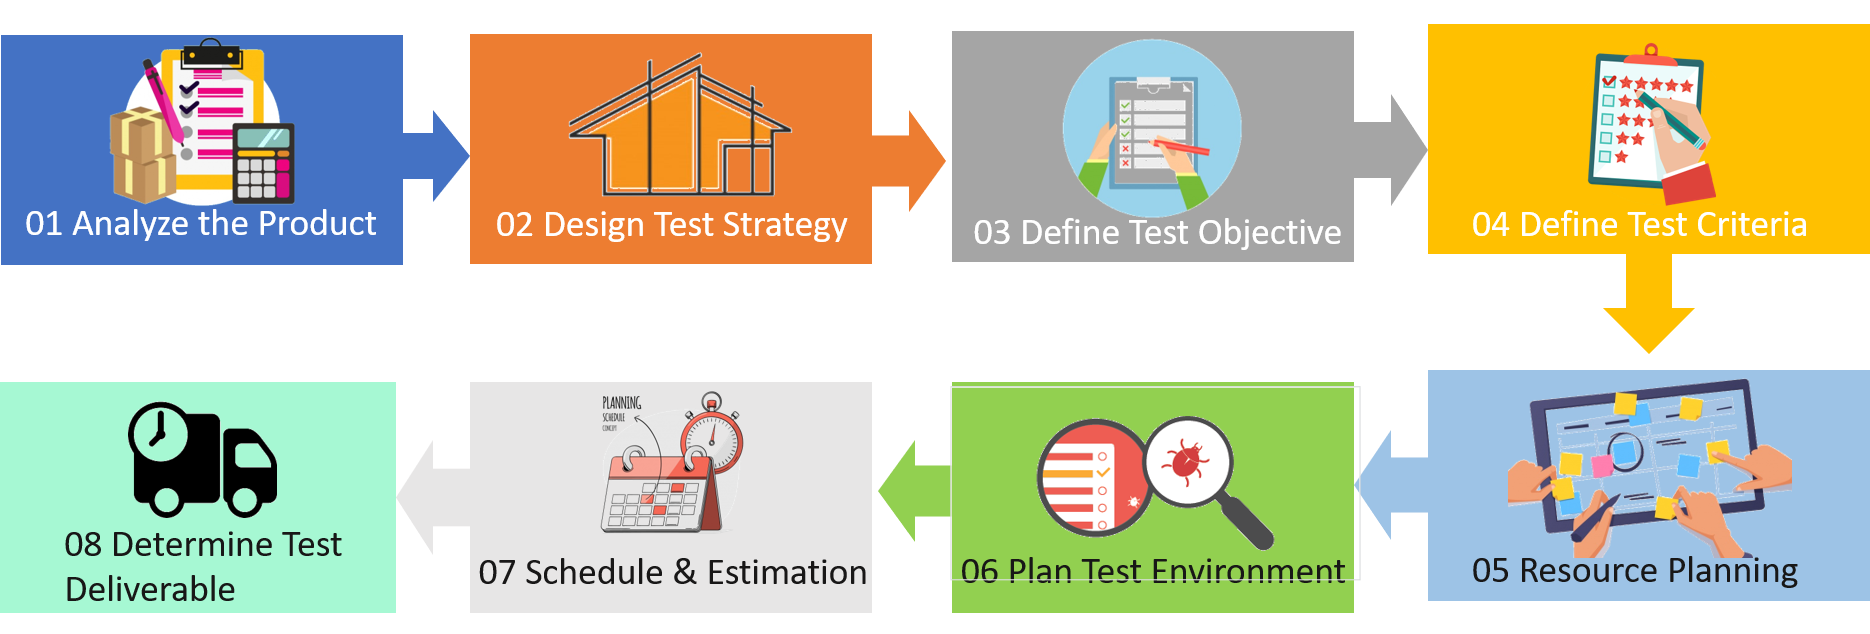 01 Analyze the Product
02 Design Test Strategy
03 Define Test Objective
04 Define Test Criteria
05 Resource Planning
06 Plan Test Environment
PLANNING
SCHEDULE
CONCEPT
07 Schedule & Estimation
08 Determine Test
Deliverable